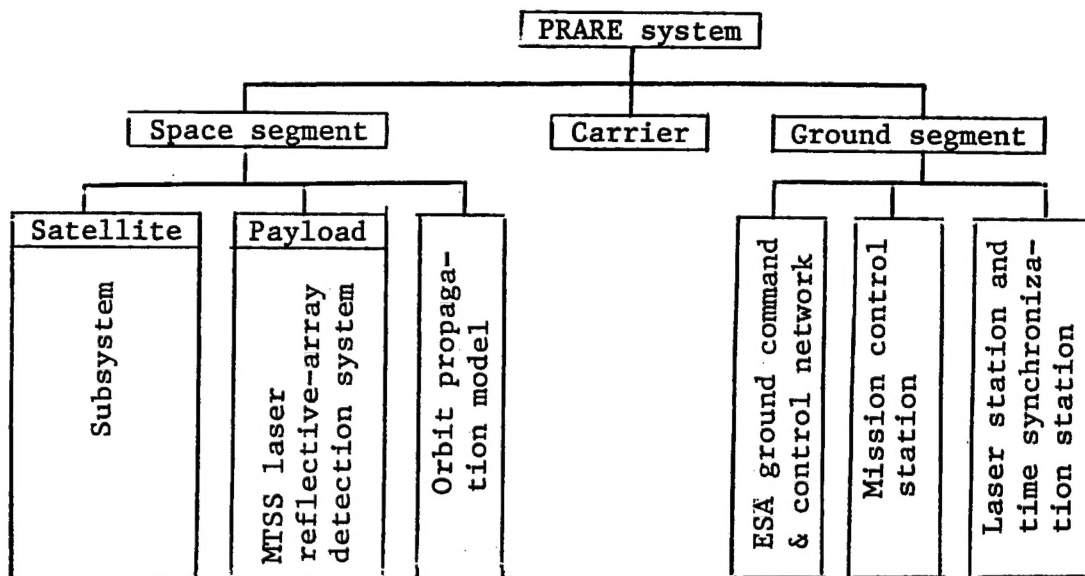 PRARE system
Space segment
Carrier
Ground segment
Satellite
Subsystem
Payload
MTSS laser
reflective-array
detection system
Orbit propaga-
tion model
ESA ground command
& control network
Mission control
station
Laser station and
time synchroniza-
tion station